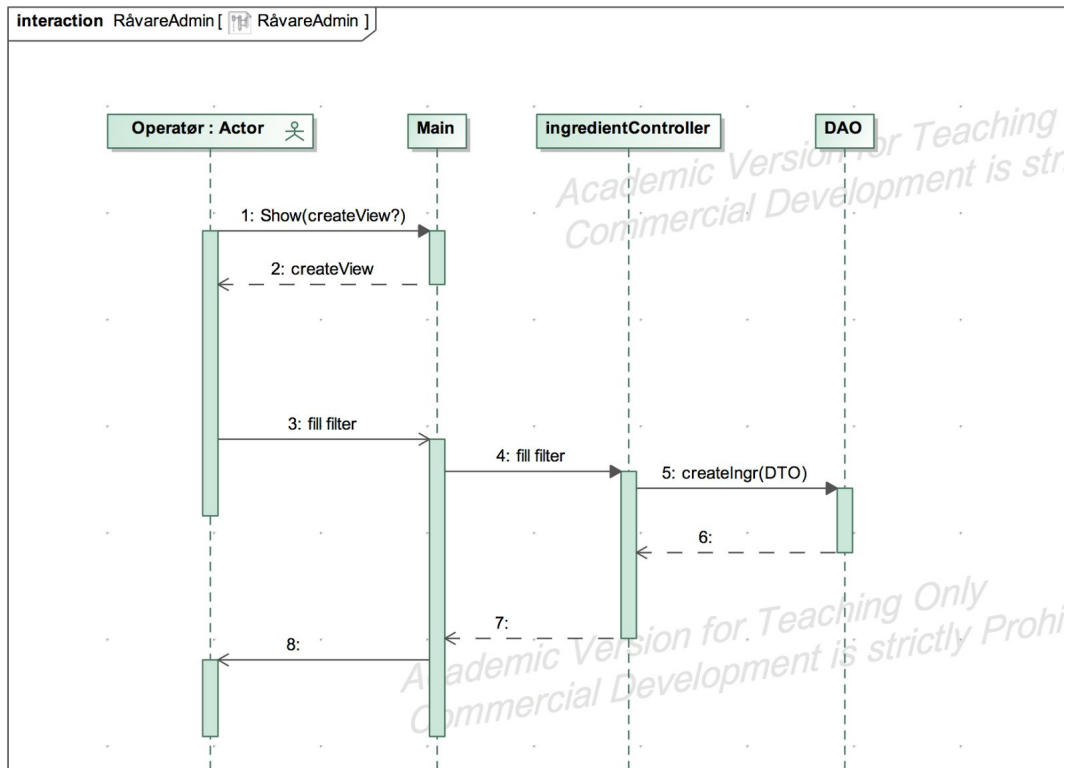 interaction RåvareAdmin [ RåvareAdmin ]
Operatør : Actor
Main
ingredientController
DAO
Academic Version for Teaching
Commercial Development is stri
1: Show(createView?)
2: createView
3: fill filter
4: fill filter
5: createIngr(DTO)
6:
7:
8:
Academic Version for Teaching Only
Commercial Development is strictly Prohi